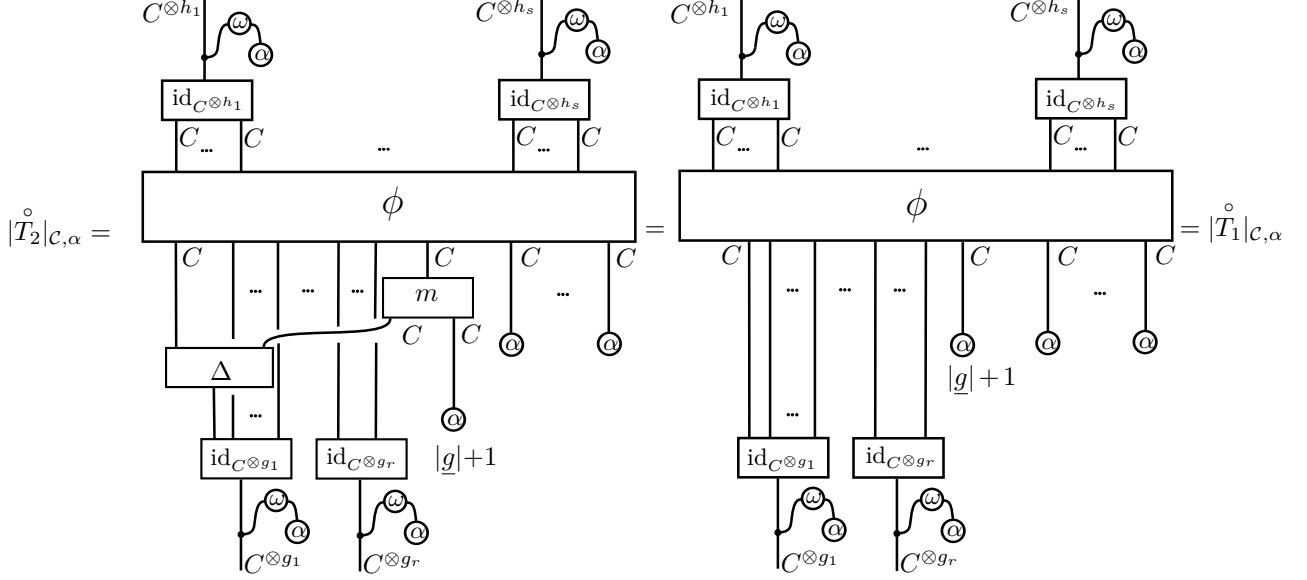 C^{⊗h_1} ω α C^{⊗h_s} ω α C^{⊗h_1} ω α C^{⊗h_s} ω α
id_{C^{⊗h_1}} id_{C^{⊗h_s}} id_{C^{⊗h_1}} id_{C^{⊗h_s}}
C ... C ... C ... C C ... C ... C ... C
|T̊_2|_{𝒞,α} = ϕ = ϕ = |T̊_1|_{𝒞,α}
C C C C C C C C
... ... ... m ... ... ... ... ...
C C
α α α α α
Δ |g̲|+1
... α ...
id_{C^{⊗g_1}} id_{C^{⊗g_r}} |g̲|+1 id_{C^{⊗g_1}} id_{C^{⊗g_r}}
ω α ω α ω α ω α
C^{⊗g_1} C^{⊗g_r} C^{⊗g_1} C^{⊗g_r}